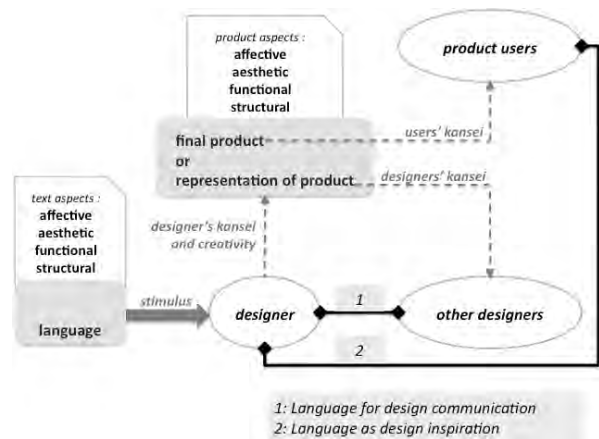 product aspects :
affective
aesthetic
functional
structural
product users
final product
or
representation of product
users' kansei
designers' kansei
text aspects :
affective
aesthetic
functional
structural
designer's kansei
and creativity
language
stimulus
designer
1
other designers
2
1: Language for design communication
2: Language as design inspiration